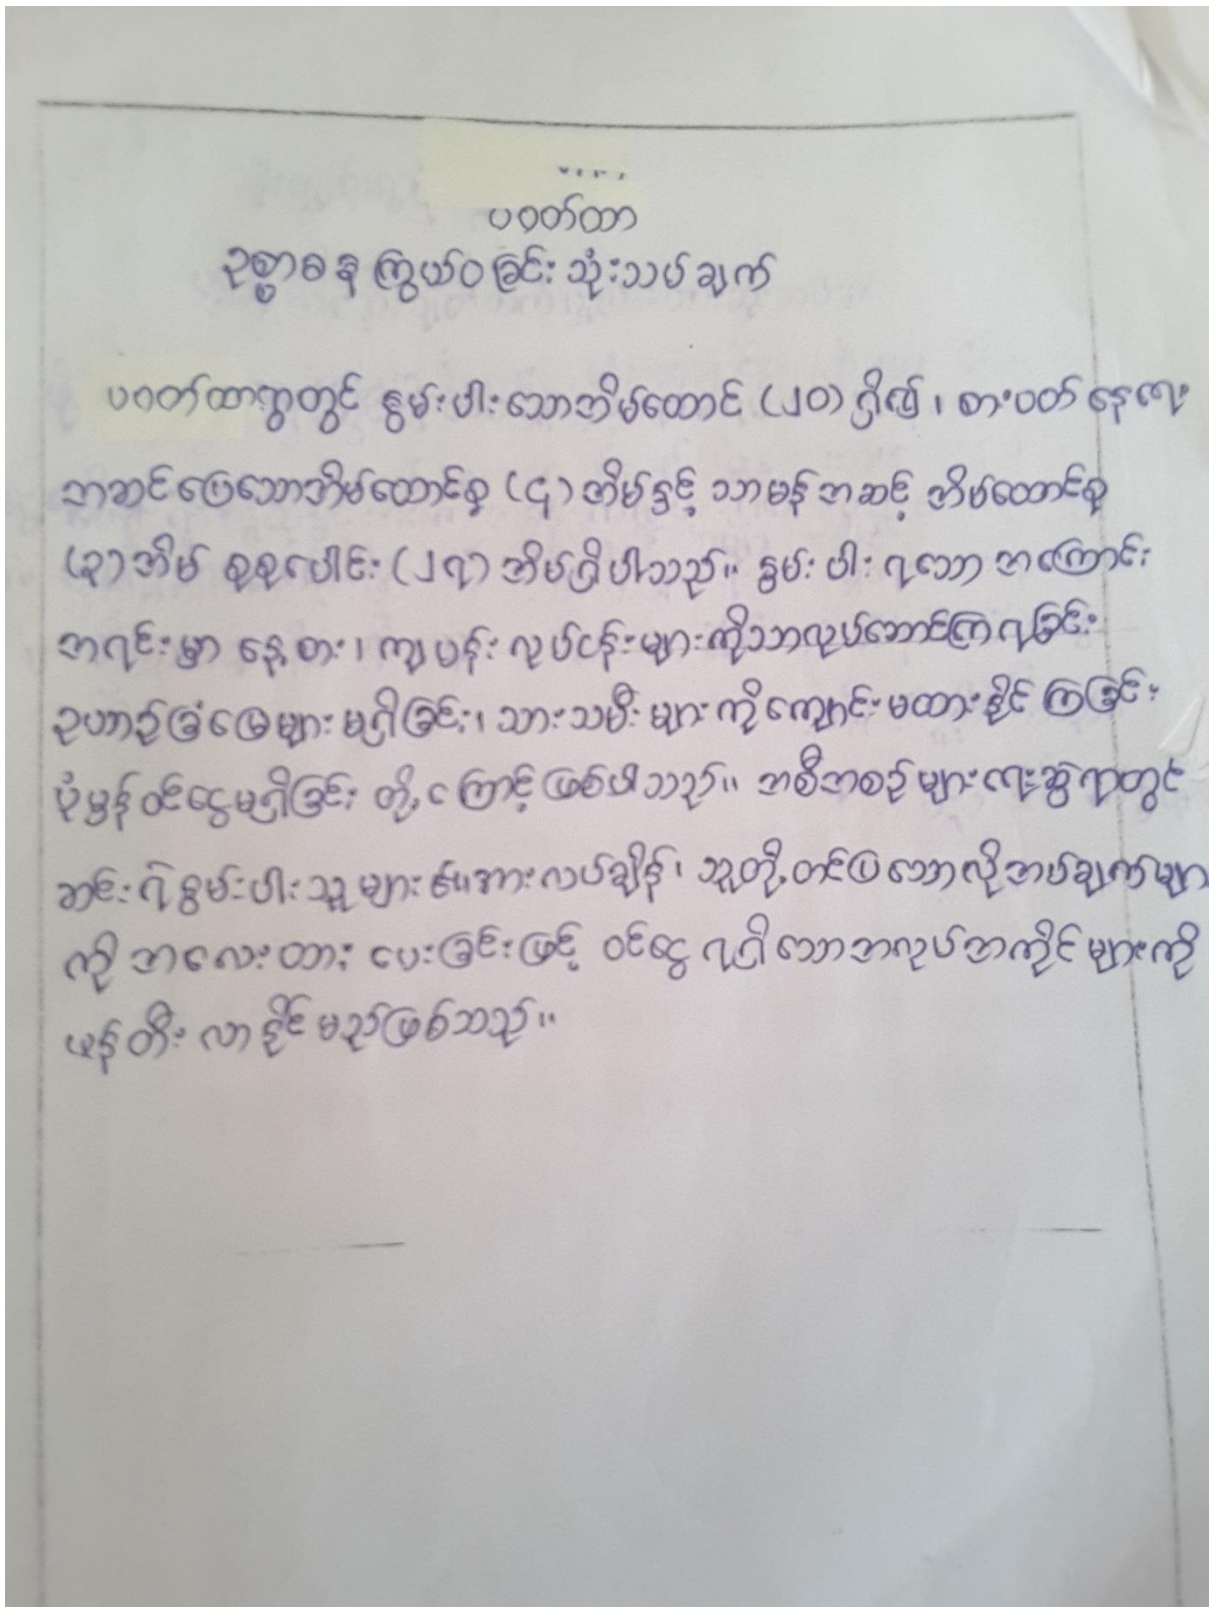 ပဝတ်ထာ
ဥစ္စာဓန ကြွယ်ဝခြင်း သုံးသပ်ချက်
ပဝတ်ထာရွာတွင် နွမ်းပါးသောအိမ်ထောင် (၂၀) ရှိ၍၊ စားဝတ်နေရေး
အဆင်ပြေသောအိမ်ထောင်စု (၄) အိမ်နှင့် သာမန်အဆင့် အိမ်ထောင်စု
(၃) အိမ် စုစုပေါင်း (၂၇) အိမ်ရှိပါသည်။ နွမ်းပါးရသော အကြောင်း
အရင်းမှာ နေ့စား၊ ကျပန်း လုပ်ငန်းများကိုသာလုပ်ဆောင်ကြရခြင်း
ဥယာဉ်ခြံမြေများ မရှိခြင်း၊ သားသမီးများကို ကျောင်းမထားနိုင်ကြခြင်း
ပုံမှန်ဝင်ငွေမရှိခြင်း တို့ကြောင့်ဖြစ်ပါသည်။ အစီအစဉ်များရေးဆွဲရာတွင်
ဆင်းရဲနွမ်းပါးသူများ၏အားလပ်ချိန်၊ သူတို့တင်ပြသောလိုအပ်ချက်များ
ကို အလေးထား ပေးခြင်းဖြင့် ဝင်ငွေရရှိသောအလုပ်အကိုင်များကို
ဖန်တီးလာနိုင်မည်ဖြစ်သည်။